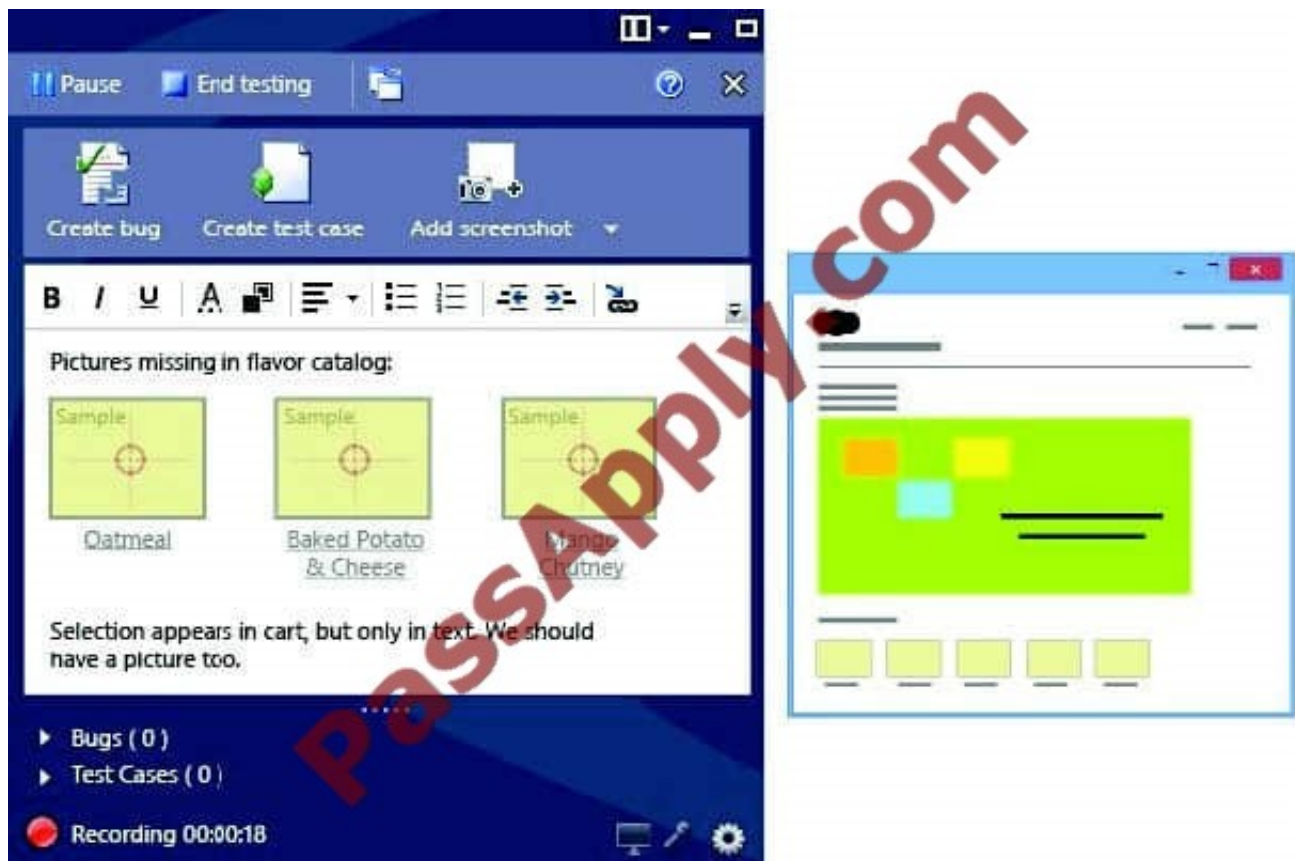 Pause End testing
Create bug Create test case Add screenshot
B I U A
Pictures missing in flavor catalog:
Sample Sample Sample
Oatmeal Baked Potato Mango
& Cheese Chutney
Selection appears in cart, but only in text. We should
have a picture too.
Bugs ( 0 )
Test Cases ( 0 )
Recording 00:00:18
PassApply.com